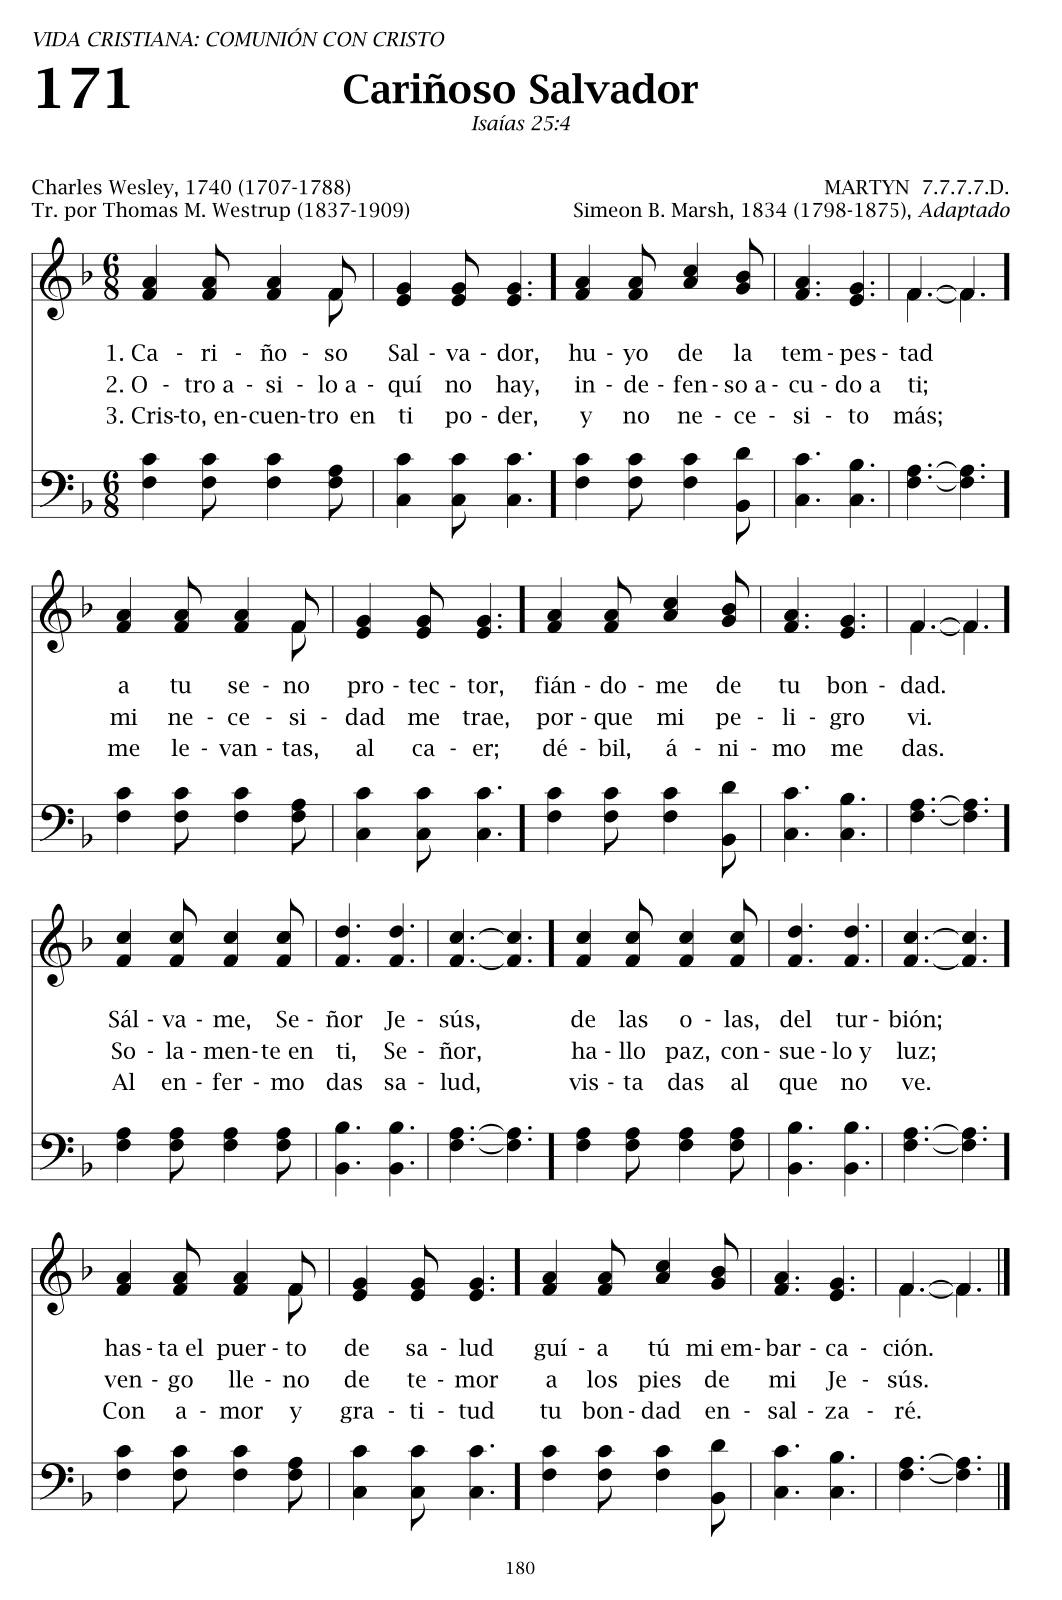 VIDA CRISTIANA: COMUNIÓN CON CRISTO
171 Cariñoso Salvador
Isaías 25:4
Charles Wesley, 1740 (1707-1788) MARTYN 7.7.7.7.D.
Tr. por Thomas M. Westrup (1837-1909) Simeon B. Marsh, 1834 (1798-1875), Adaptado
6 8
1. Ca - ri - ño - so Sal - va - dor, hu - yo de la tem - pes - tad
2. O - tro a - si - lo a - quí no hay, in - de - fen - so a - cu - do a ti;
3. Cris-to, en-cuen-tro en ti po - der, y no ne - ce - si - to más;
6 8
a tu se - no pro - tec - tor, fián - do - me de tu bon - dad.
mi ne - ce - si - dad me trae, por - que mi pe - li - gro vi.
me le - van - tas, al ca - er; dé - bil, á - ni - mo me das.
Sál - va - me, Se - ñor Je - sús, de las o - las, del tur - bión;
So - la - men-te en ti, Se - ñor, ha - llo paz, con - sue - lo y luz;
Al en - fer - mo das sa - lud, vis - ta das al que no ve.
has - ta el puer - to de sa - lud guí - a tú mi em-bar - ca - ción.
ven - go lle - no de te - mor a los pies de mi Je - sús.
Con a - mor y gra - ti - tud tu bon - dad en - sal - za - ré.
180